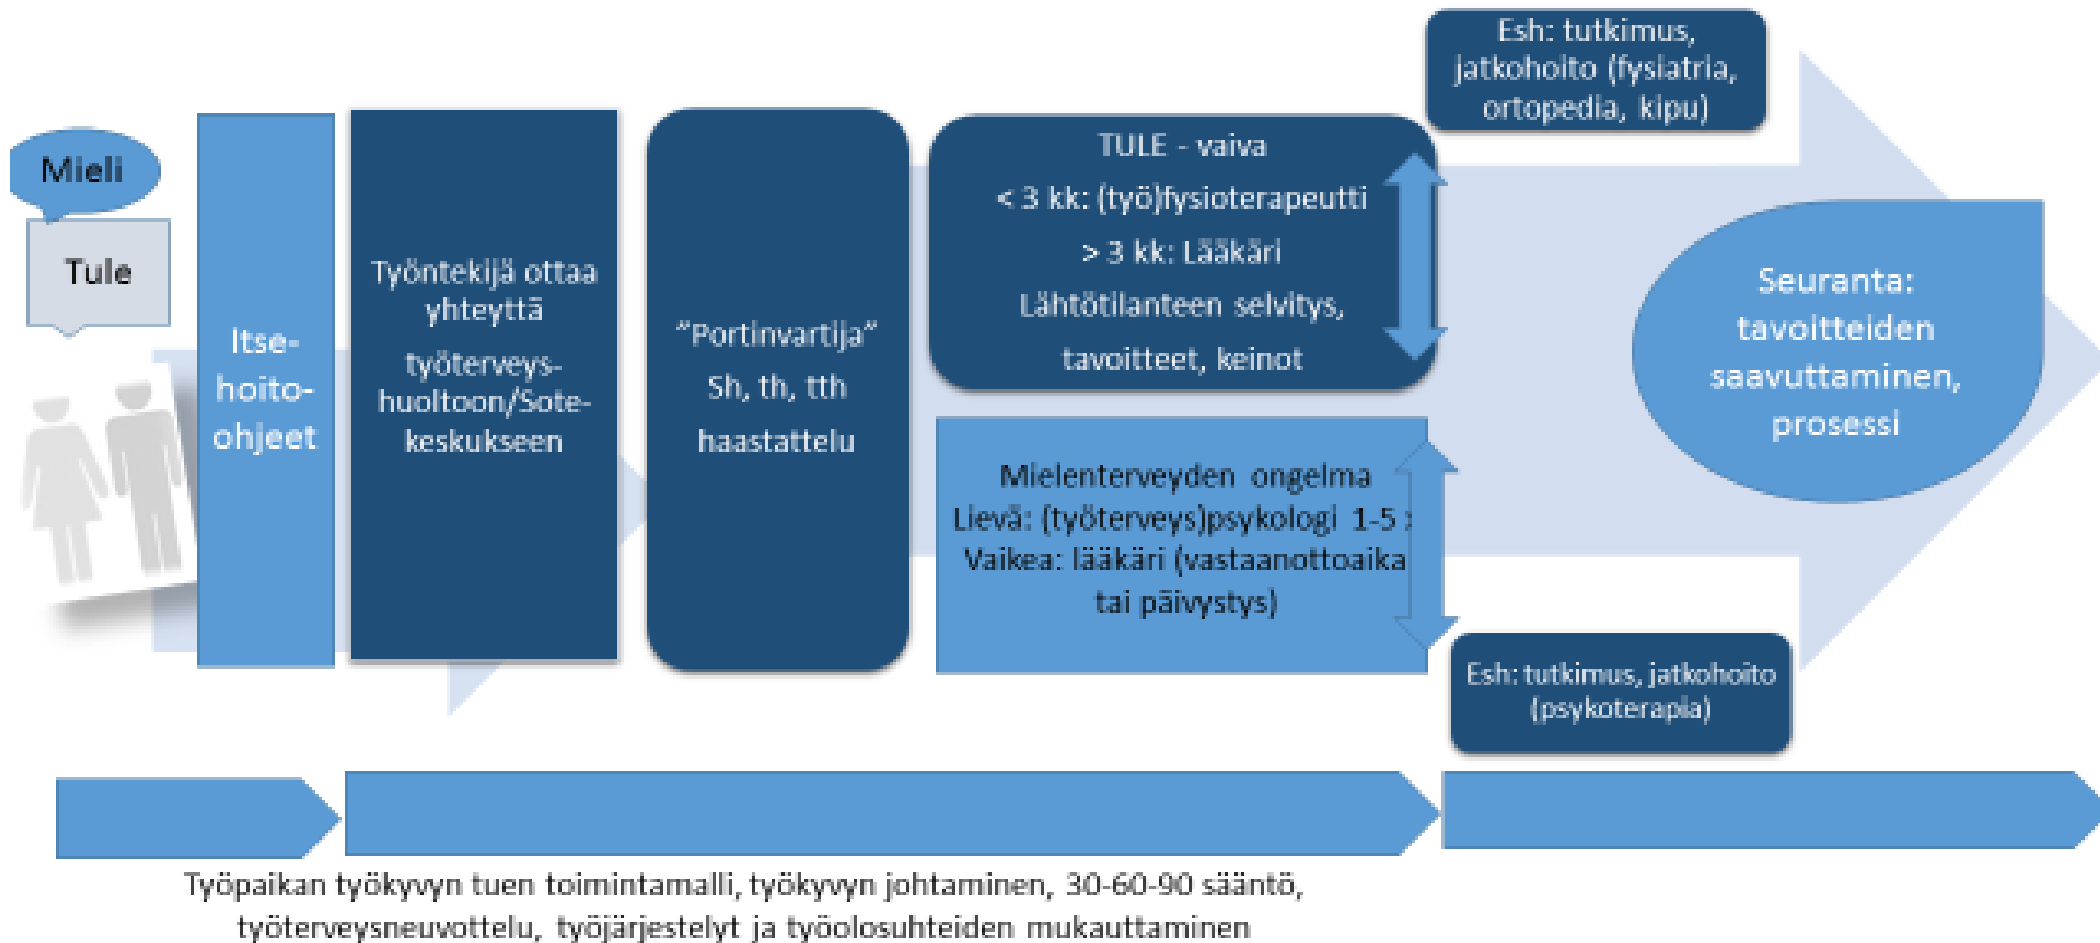 Mieli
Tule
Itse-
hoito-
ohjeet
Työntekijä ottaa
yhteyttä
työterveys-
huoltoon/Sote-
keskukseen
"Portinvartija"
Sh, th, tth
haastattelu
TULE - vaiva
< 3 kk: (työ)fysioterapeutti
> 3 kk: Lääkäri
Lähtötilanteen selvitys,
tavoitteet, keinot
Mielenterveyden ongelma
Lievä: (työterveys)psykologi 1-5
Vaikea: lääkäri (vastaanottoaika
tai päivystys)
Esh: tutkimus,
jatkohoito (fysiatria,
ortopedia, kipu)
Esh: tutkimus, jatkohoito
(psykoterapia)
Seuranta:
tavoitteiden
saavuttaminen,
prosessi
Työpaikan työkyvyn tuen toimintamalli, työkyvyn johtaminen, 30-60-90 sääntö,
työterveysneuvottelu, työjärjestelyt ja työolosuhteiden mukauttaminen